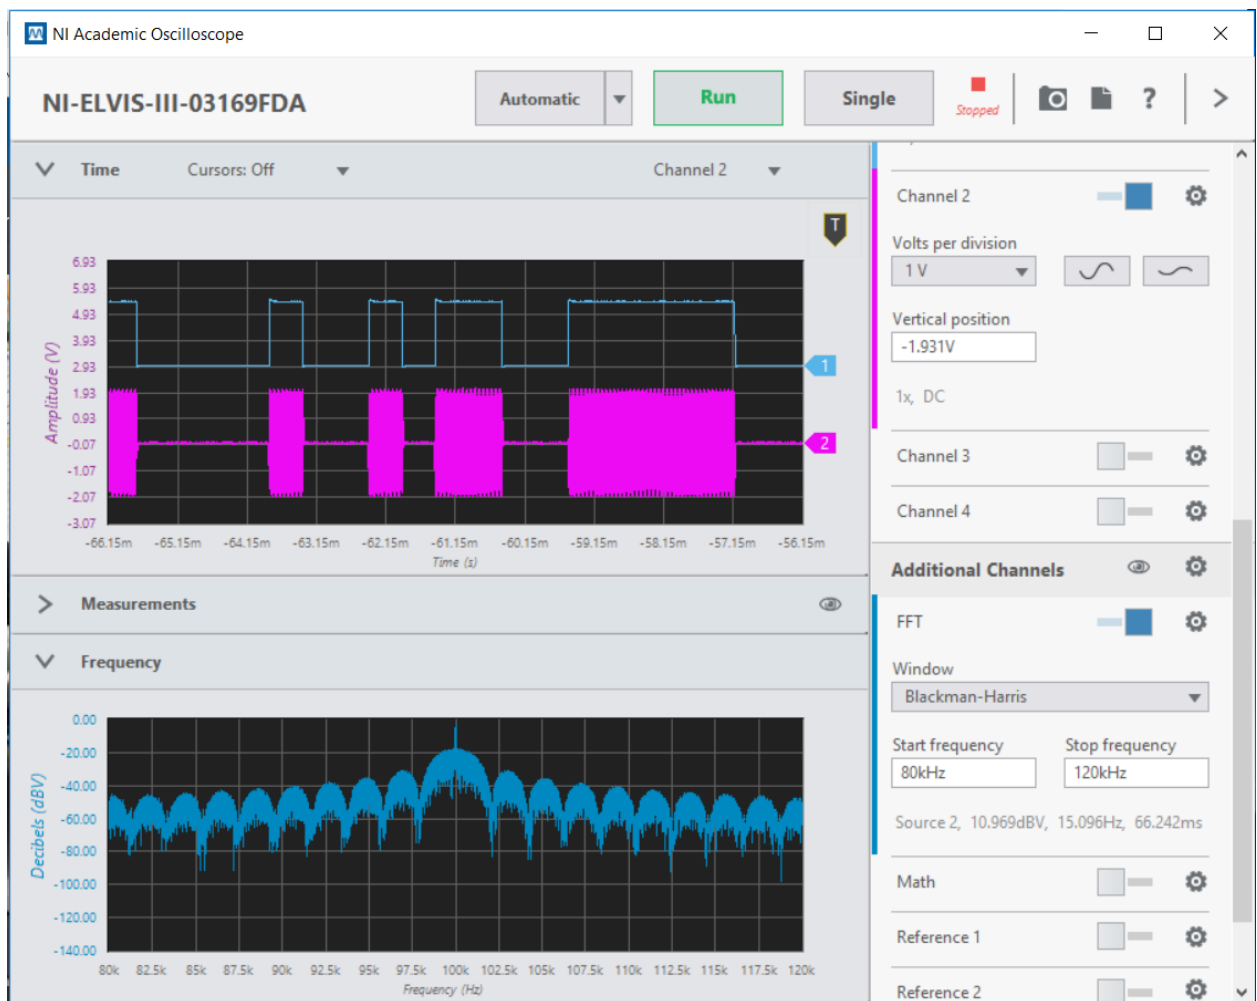 NI Academic Oscilloscope
NI-ELVIS-III-03169FDA
Automatic
Run
Single
Stopped
?
Time
Cursors: Off
Channel 2
T
6.93
5.93
4.93
3.93
2.93
1.93
0.93
-0.07
-1.07
-2.07
-3.07
Amplitude (V)
1
2
-66.15m -65.15m -64.15m -63.15m -62.15m -61.15m -60.15m -59.15m -58.15m -57.15m -56.15m
Time (s)
Measurements
Frequency
0.00
-20.00
-40.00
-60.00
-80.00
-100.00
-120.00
-140.00
Decibels (dBV)
80k 82.5k 85k 87.5k 90k 92.5k 95k 97.5k 100k 102.5k 105k 107.5k 110k 112.5k 115k 117.5k 120k
Frequency (Hz)
Channel 2
Volts per division
1 V
Vertical position
-1.931V
1x, DC
Channel 3
Channel 4
Additional Channels
FFT
Window
Blackman-Harris
Start frequency Stop frequency
80kHz 120kHz
Source 2, 10.969dBV, 15.096Hz, 66.242ms
Math
Reference 1
Reference 2